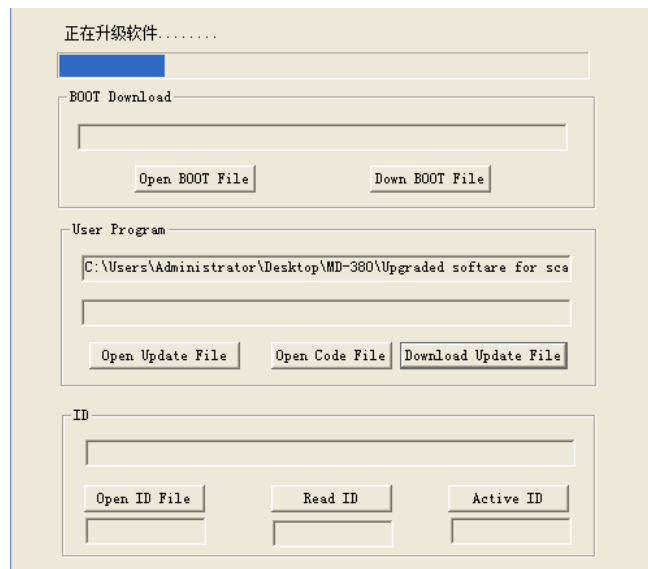 正在升级软件........
BOOT Download
Open BOOT File
Down BOOT File
User Program
C:\Users\Administrator\Desktop\MD-380\Upgraded softare for sca
Open Update File
Open Code File
Download Update File
ID
Open ID File
Read ID
Active ID